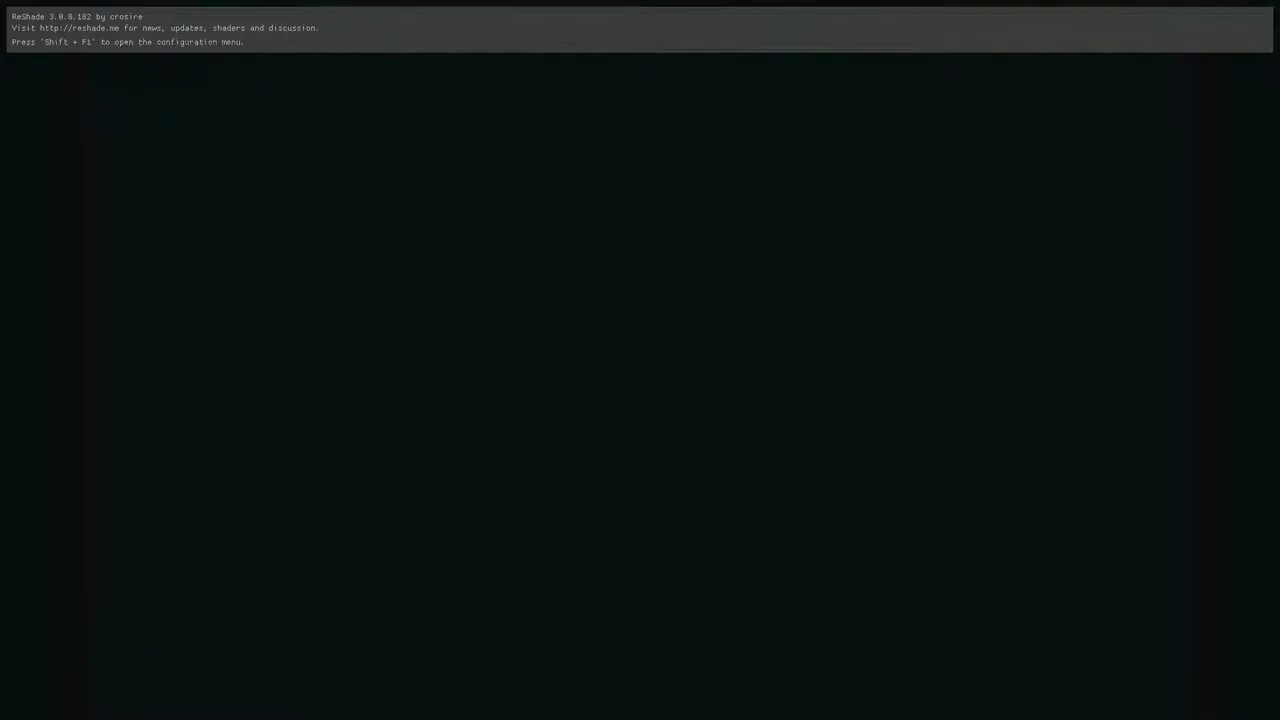 ReShade 3.0.8.182 by crosire
Visit http://reshade.me for news, updates, shaders and discussion.
Press 'Shift + F1' to open the configuration menu.